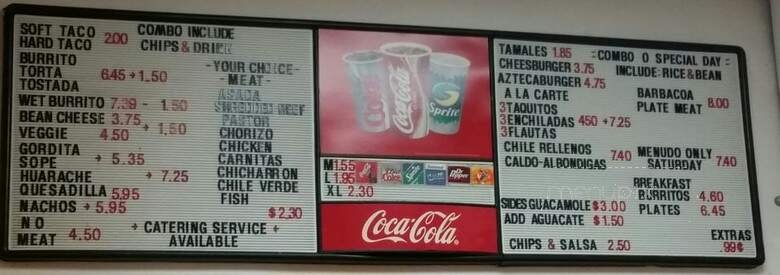 SOFT TACO 2.00 COMBO INCLUDE
HARD TACO CHIPS & DRINK
BURRITO
TORTA 6.45 + 1.50
TOSTADA
WET BURRITO 7.39 - 1.50
BEAN CHEESE 3.75
VEGGIE 4.50 + 1.50
GORDITA
SOPE + 5.35
HUARACHE + 7.25
QUESADILLA 5.95
NACHOS + 5.95
NO
MEAT 4.50
-YOUR CHOICE-
-MEAT-
ASADA
SHREDDED BEEF
PASTOR
CHORIZO
CHICKEN
CARNITAS
CHICHARRON
CHILE VERDE
FISH
$2.30
+ CATERING SERVICE +
AVAILABLE
Coca-Cola
Sprite
M 1.55
L 1.95
XL 2.30
Dr Pepper
Coca-Cola
TAMALES 1.85
CHEESBURGER 3.75
AZTECABURGER 4.75
A LA CARTE
3 TAQUITOS
3 ENCHILADAS 450 + 7.25
3 FLAUTAS
CHILE RELLENOS 7.40
CALDO-ALBONDIGAS
SIDES GUACAMOLE $3.00
ADD AGUACATE $1.50
CHIPS & SALSA 2.50
COMBO O SPECIAL DAY
INCLUDE: RICE & BEAN
BARBACOA
PLATE MEAT 8.00
MENUDO ONLY
SATURDAY 7.40
BREAKFAST
BURRITOS 4.60
PLATES 6.45
EXTRAS
.99¢